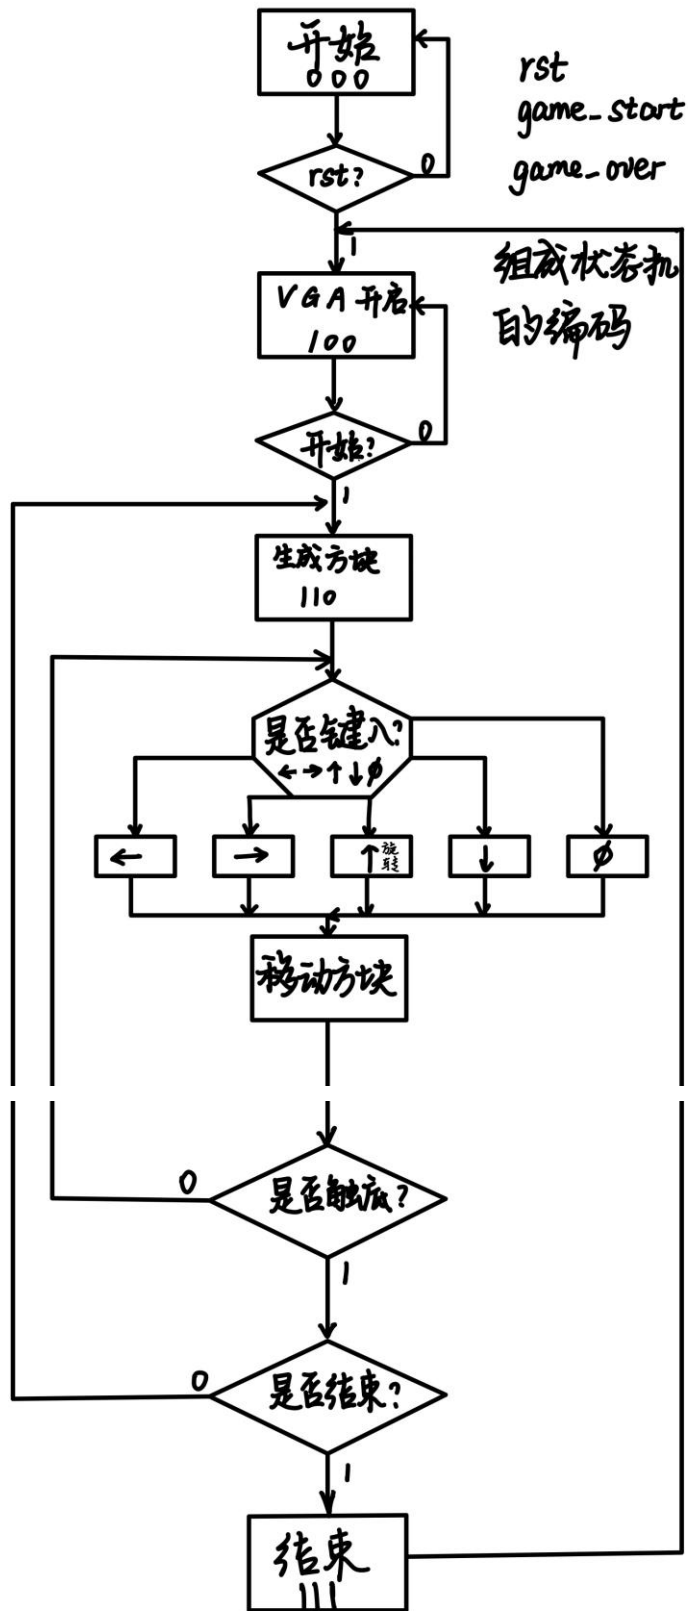 开始
000
rst
game_start
game_over
rst?
0
1
组成状态机
的编码
VGA 开启
100
开始?
0
1
生成方块
110
是否键入?
←→↑↓∅
←
→
↑旋转
↓
∅
移动方块
是否触底?
0
1
是否结束?
0
1
结束
111